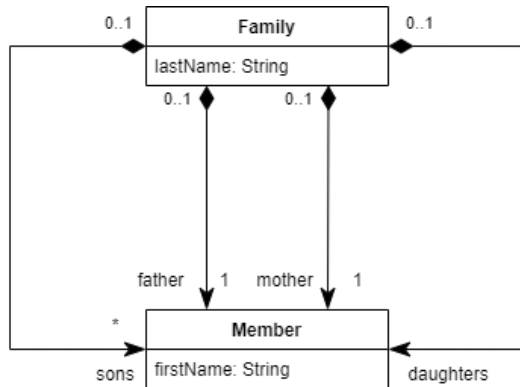 0..1
Family
0..1
lastName: String
0..1
0..1
father
1
mother
1
*
Member
sons
firstName: String
daughters